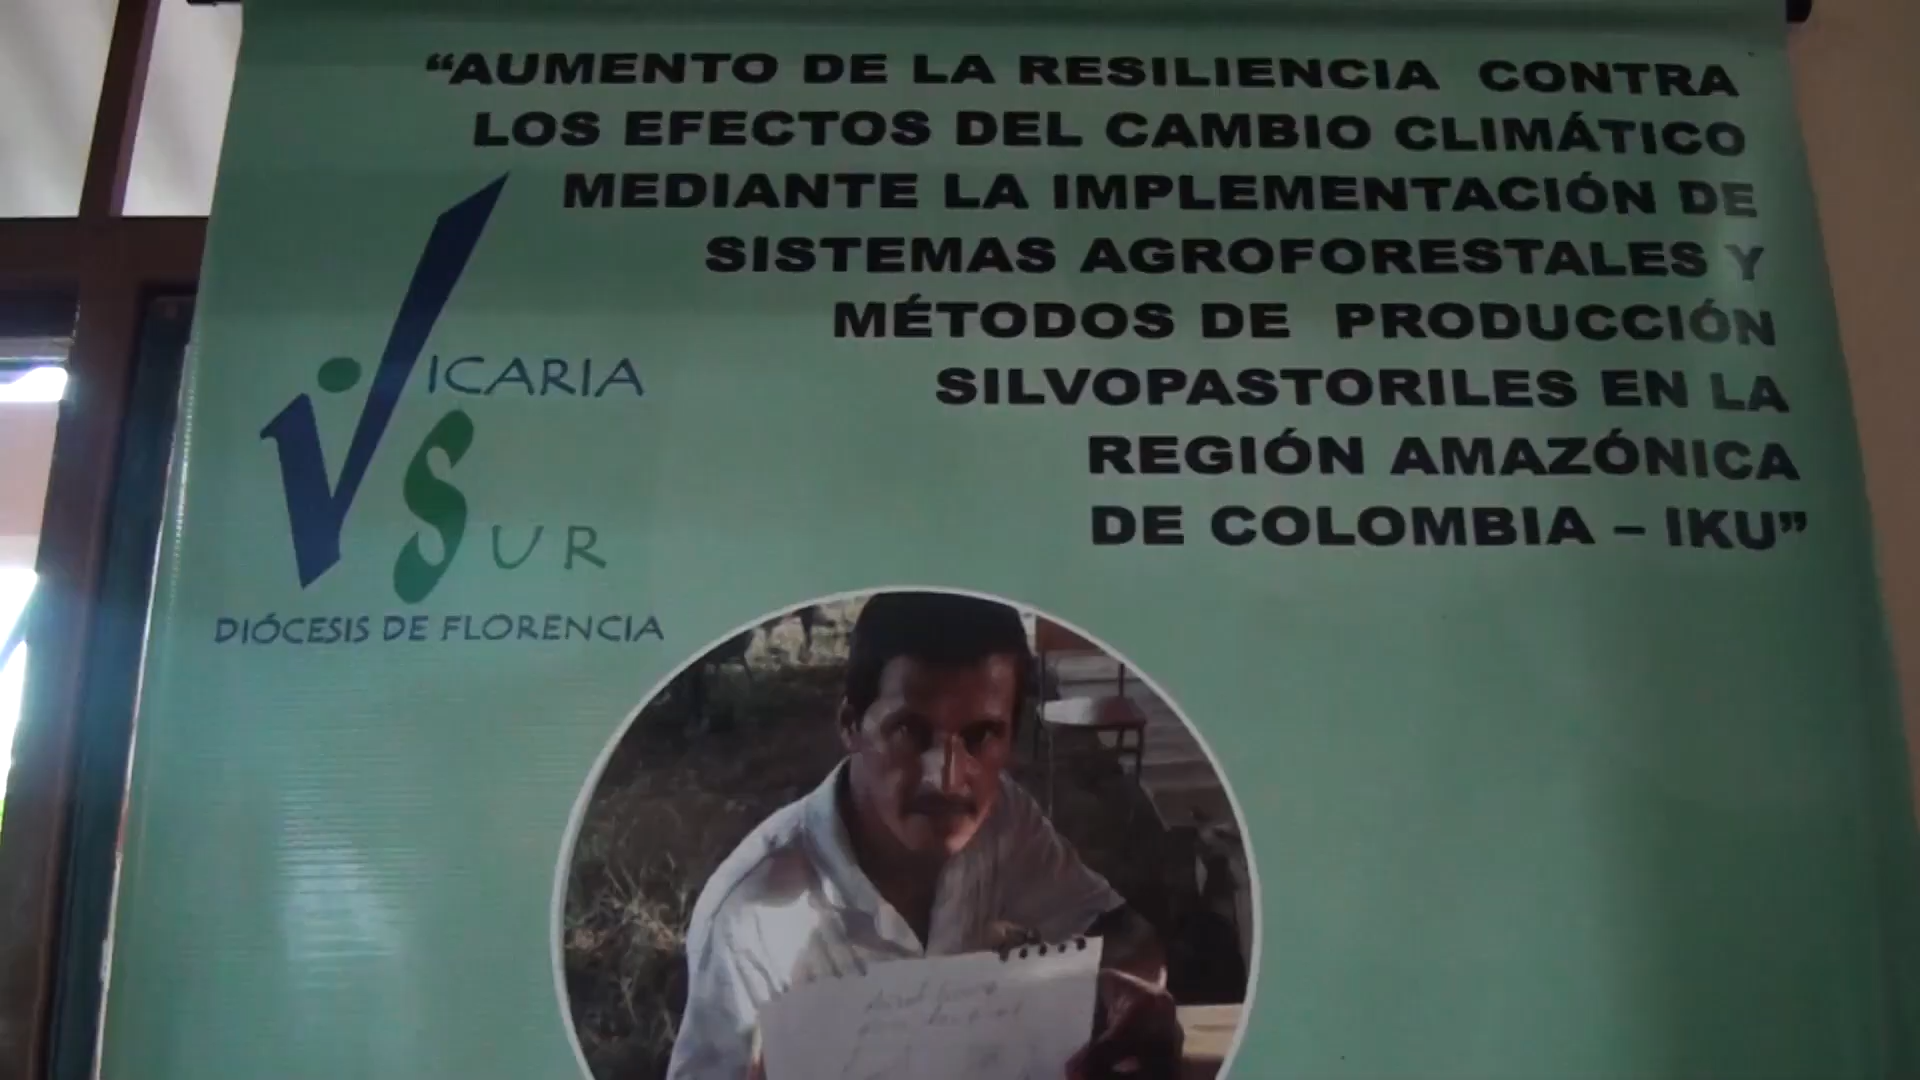 “AUMENTO DE LA RESILIENCIA CONTRA
LOS EFECTOS DEL CAMBIO CLIMÁTICO
MEDIANTE LA IMPLEMENTACIÓN DE
SISTEMAS AGROFORESTALES Y
MÉTODOS DE PRODUCCIÓN
SILVOPASTORILES EN LA
REGIÓN AMAZÓNICA
DE COLOMBIA – IKU”
VICARIA
SUR
DIÓCESIS DE FLORENCIA